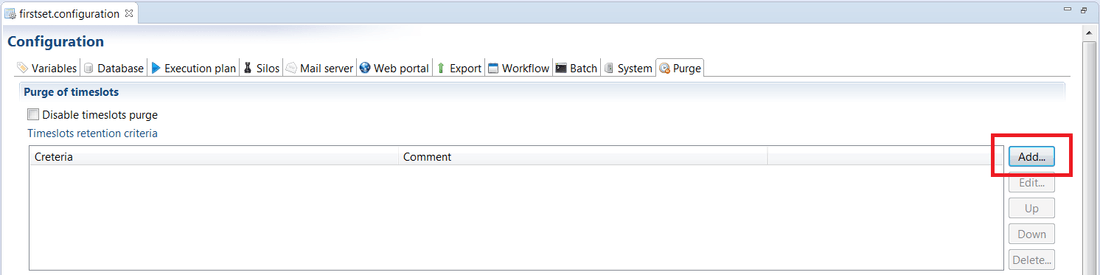 firstset.configuration
Configuration
Variables Database Execution plan Silos Mail server Web portal Export Workflow Batch System Purge
Purge of timeslots
Disable timeslots purge
Timeslots retention criteria
Creteria Comment Add...
Edit...
Up
Down
Delete...